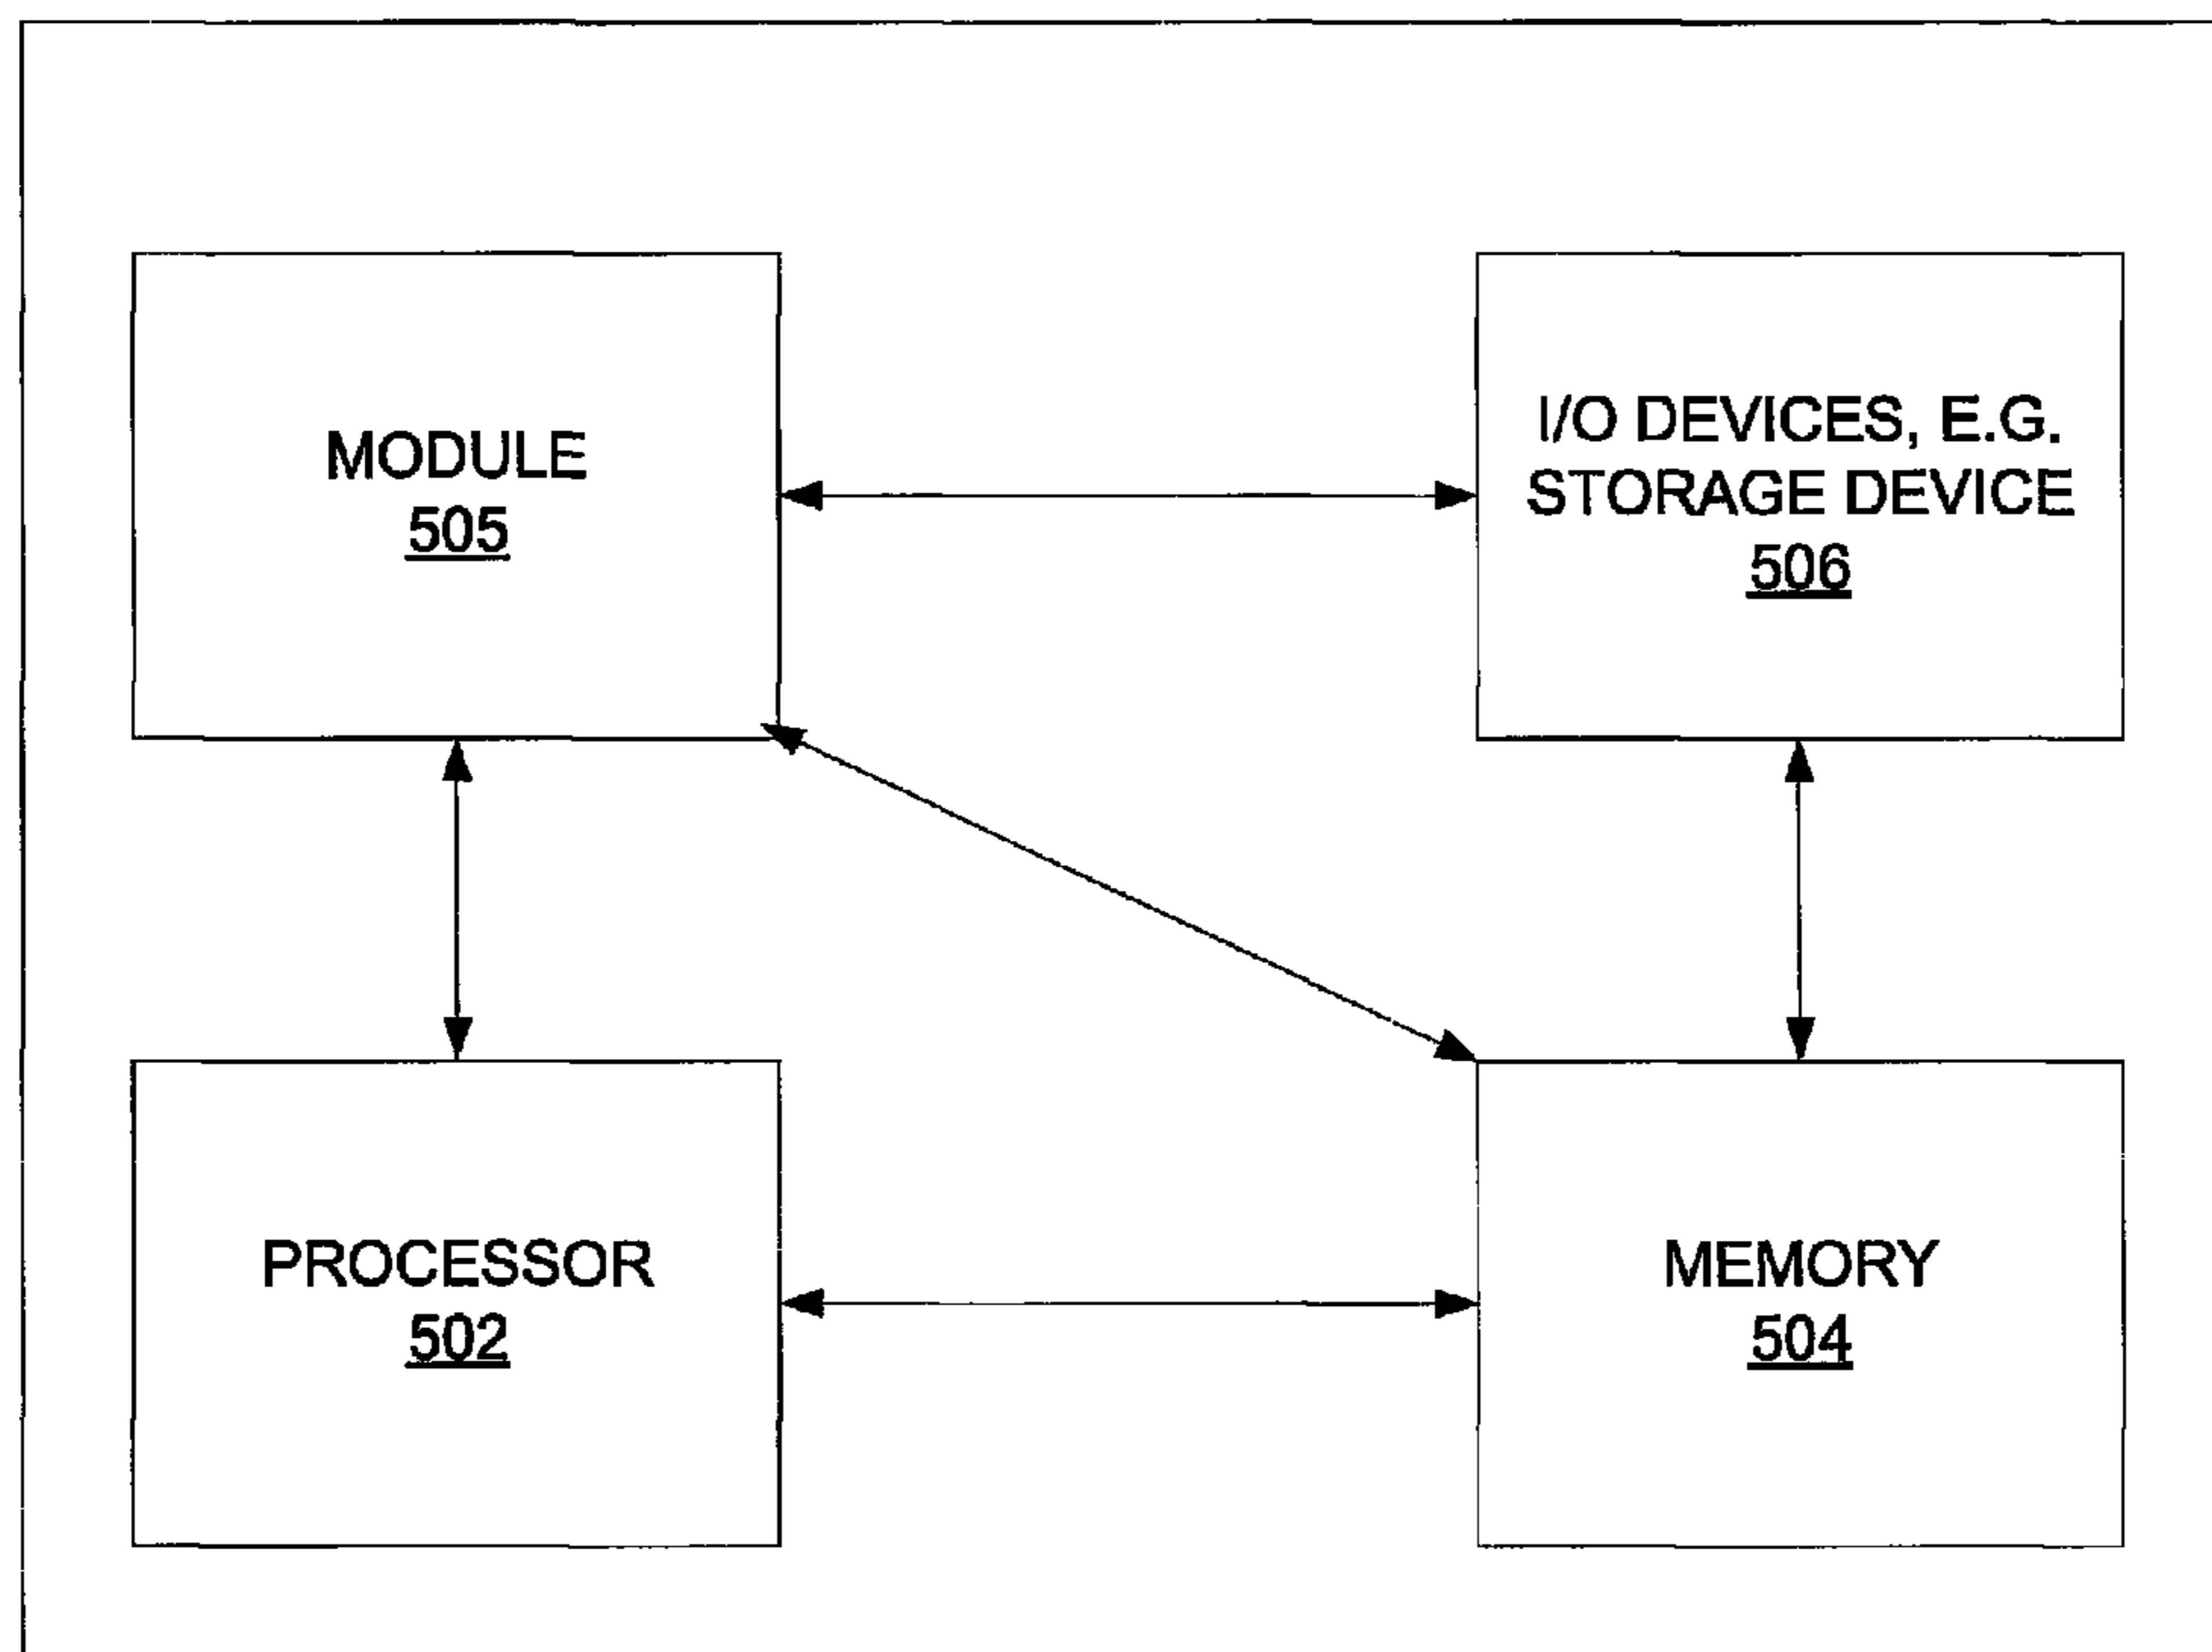 MODULE
505
I/O DEVICES, E.G.
STORAGE DEVICE
506
PROCESSOR
502
MEMORY
504